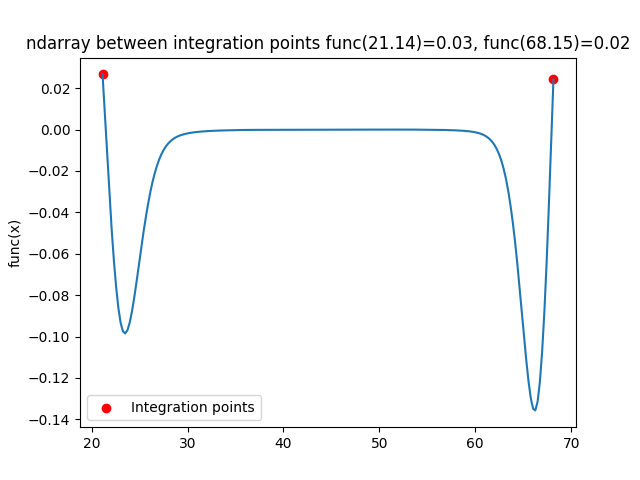 ndarray between integration points func(21.14)=0.03, func(68.15)=0.02
func(x)
0.02
0.00
−0.02
−0.04
−0.06
−0.08
−0.10
−0.12
−0.14
Integration points
20 30 40 50 60 70